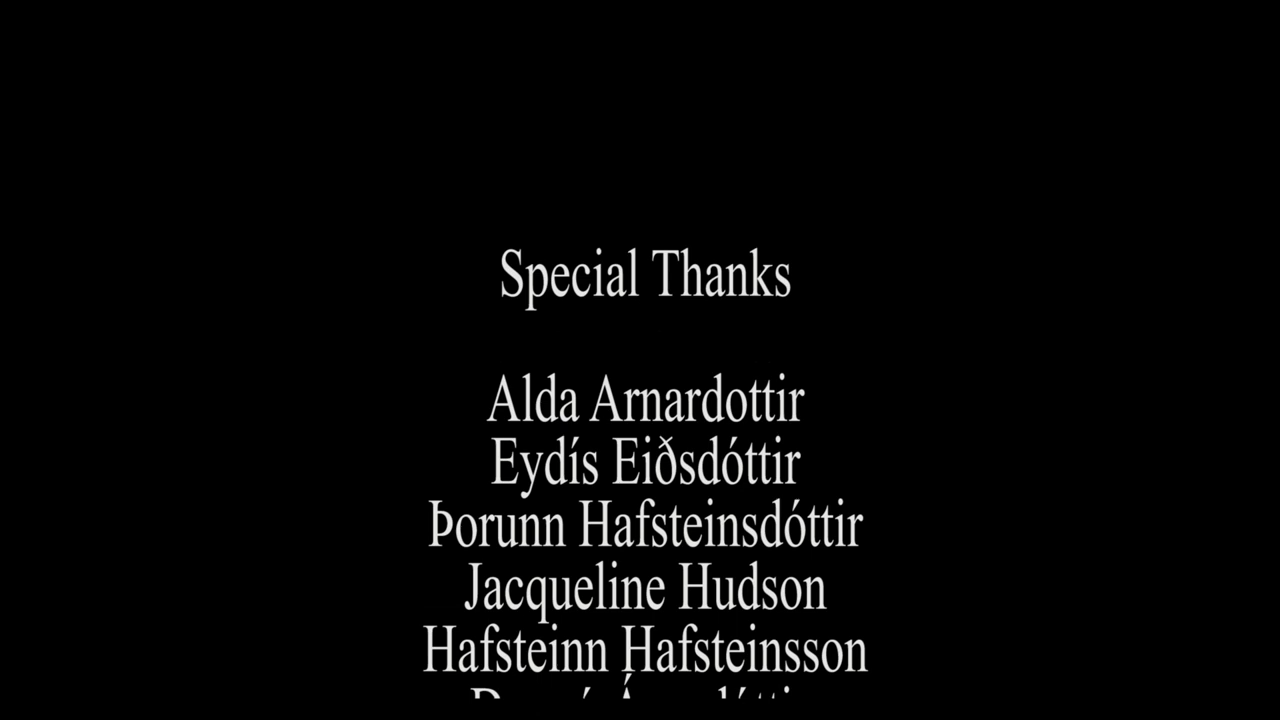 Special Thanks
Alda Arnardottir
Eydís Eiðsdóttir
Þorunn Hafsteinsdóttir
Jacqueline Hudson
Hafsteinn Hafsteinsson